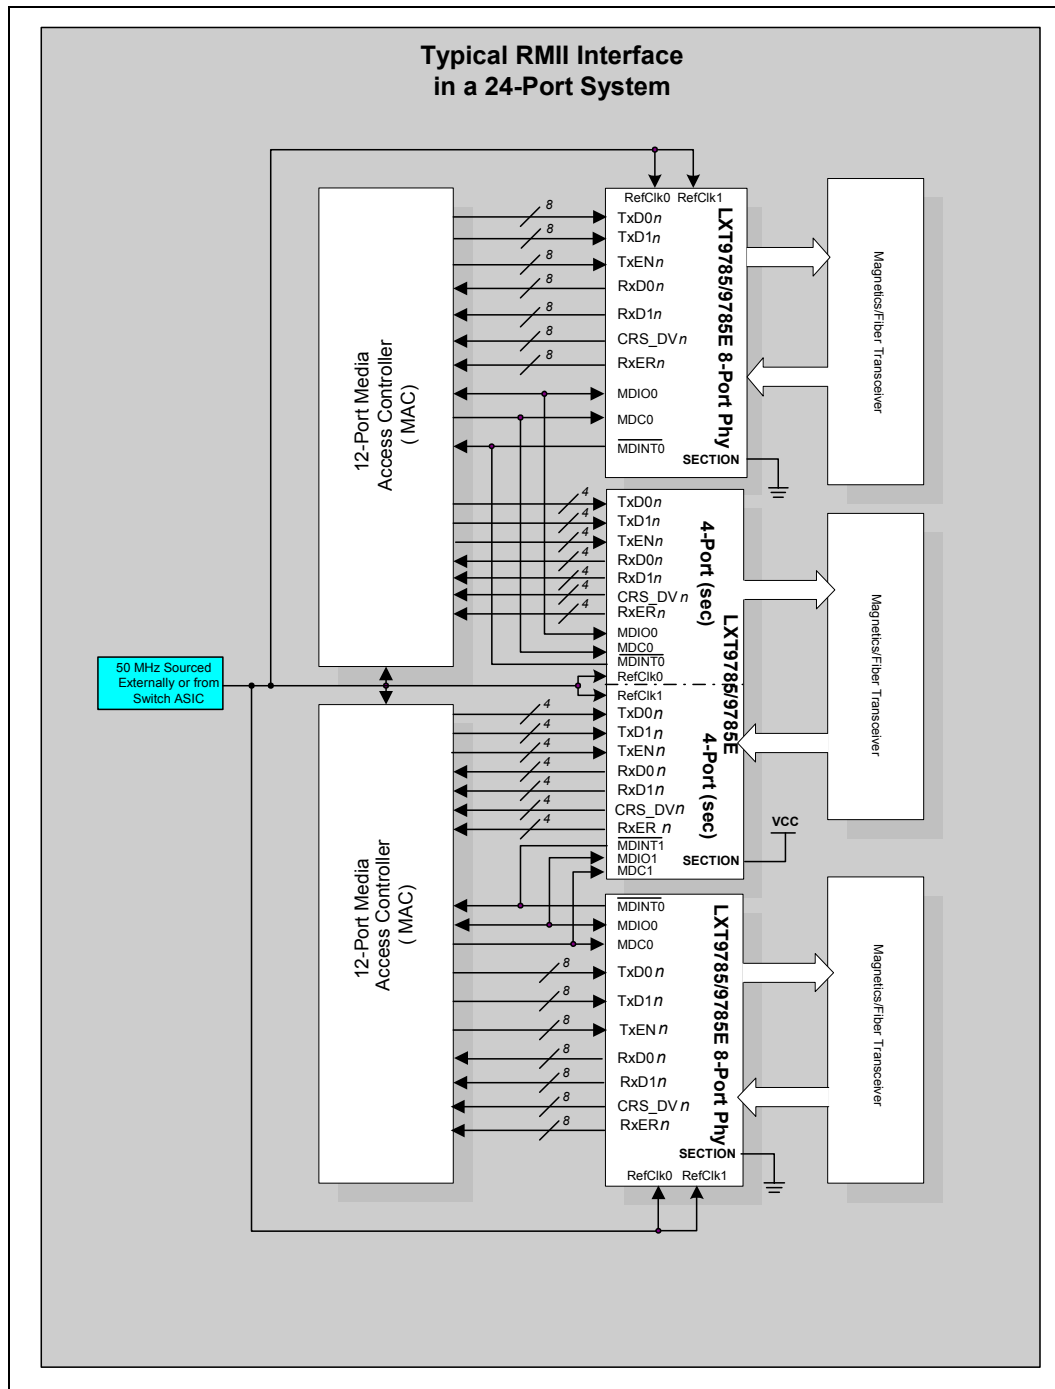 Typical RMII Interface
in a 24-Port System
RefClk0 RefClk1
12-Port Media
Access Controller
( MAC)
8
TxD0n
8
TxD1n
8
TxENn
8
RxD0n
8
RxD1n
8
CRS_DVn
8
RxERn
MDIO0
MDC0
MDINT0
SECTION
LXT9785/9785E 8-Port Phy
Magnetics/Fiber Transceiver
4
TxD0n
4
TxD1n
4
TxENn
4
RxD0n
4
RxD1n
4
CRS_DVn
4
RxERn
MDIO0
MDC0
MDINT0
RefClk0
4-Port (sec)
LXT9785/9785E
Magnetics/Fiber Transceiver
50 MHz Sourced
Externally or from
Switch ASIC
12-Port Media
Access Controller
( MAC)
RefClk1
4
TxD0n
4
TxD1n
4
TxENn
4
RxD0n
4
RxD1n
4
CRS_DVn
4
RxER n
MDINT1
MDIO1
MDC1
4-Port (sec)
SECTION
VCC
MDINT0
MDIO0
MDC0
8
TxD0n
8
TxD1n
8
TxEN n
8
RxD0n
8
RxD1n
8
CRS_DVn
8
RxERn
SECTION
RefClk0 RefClk1
LXT9785/9785E 8-Port Phy
Magnetics/Fiber Transceiver